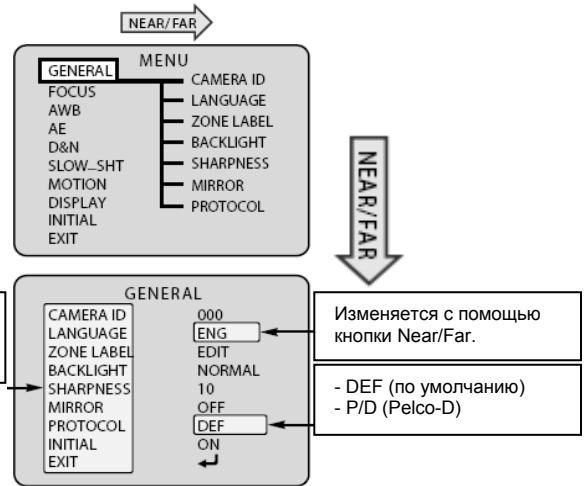 NEAR/FAR
MENU
GENERAL
FOCUS
AWB
AE
D&N
SLOW_SHT
MOTION
DISPLAY
INITIAL
EXIT
CAMERA ID
LANGUAGE
ZONE LABEL
BACKLIGHT
SHARPNESS
MIRROR
PROTOCOL
NEAR/FAR
GENERAL
CAMERA ID 000
LANGUAGE ENG
ZONE LABEL EDIT
BACKLIGHT NORMAL
SHARPNESS 10
MIRROR OFF
PROTOCOL DEF
INITIAL ON
EXIT ↵
Изменяется с помощью
кнопки Near/Far.
- DEF (по умолчанию)
- P/D (Pelco-D)